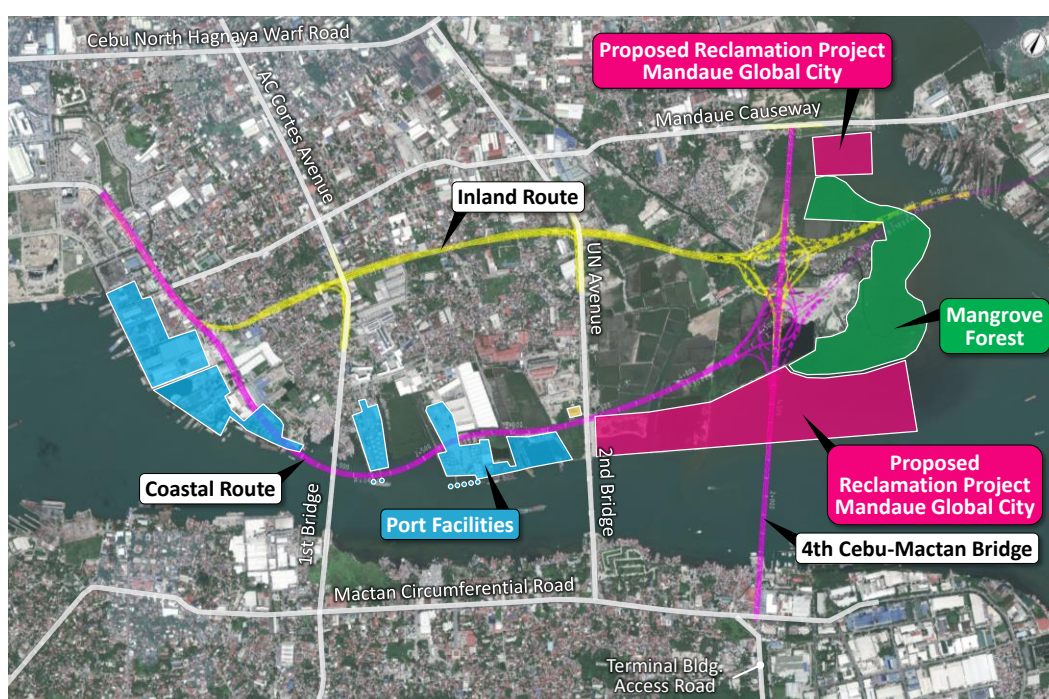 Cebu North Hagnaya Warf Road
AC Cortes Avenue
Proposed Reclamation Project
Mandaue Global City
Mandaue Causeway
Inland Route
UN Avenue
Mangrove
Forest
Coastal Route
1st Bridge
Port Facilities
2nd Bridge
Proposed
Reclamation Project
Mandaue Global City
4th Cebu-Mactan Bridge
Mactan Circumferential Road
Terminal Bldg.
Access Road